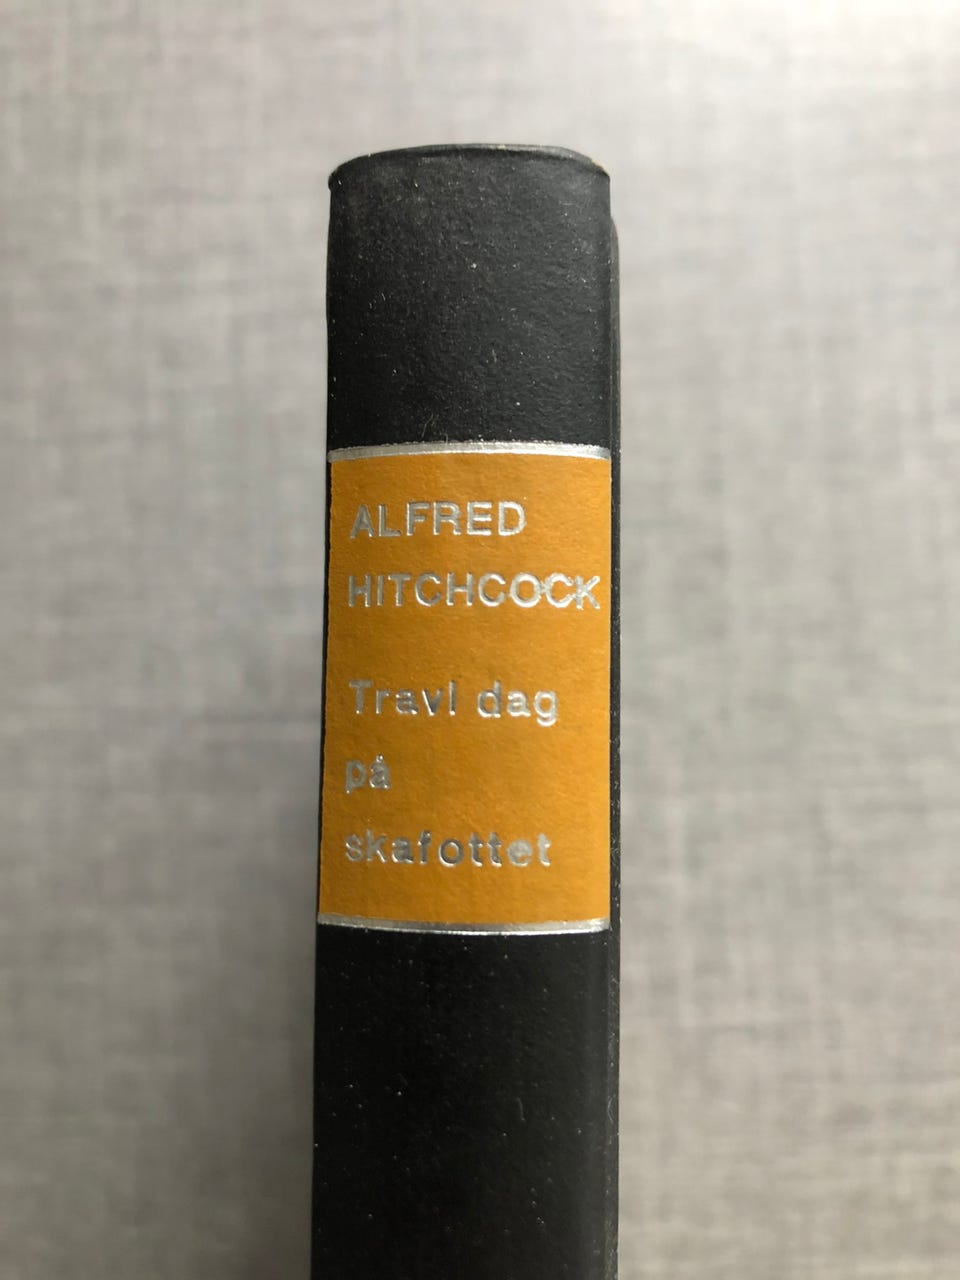 ALFRED
HITCHCOCK
Travl dag
på
skafottet